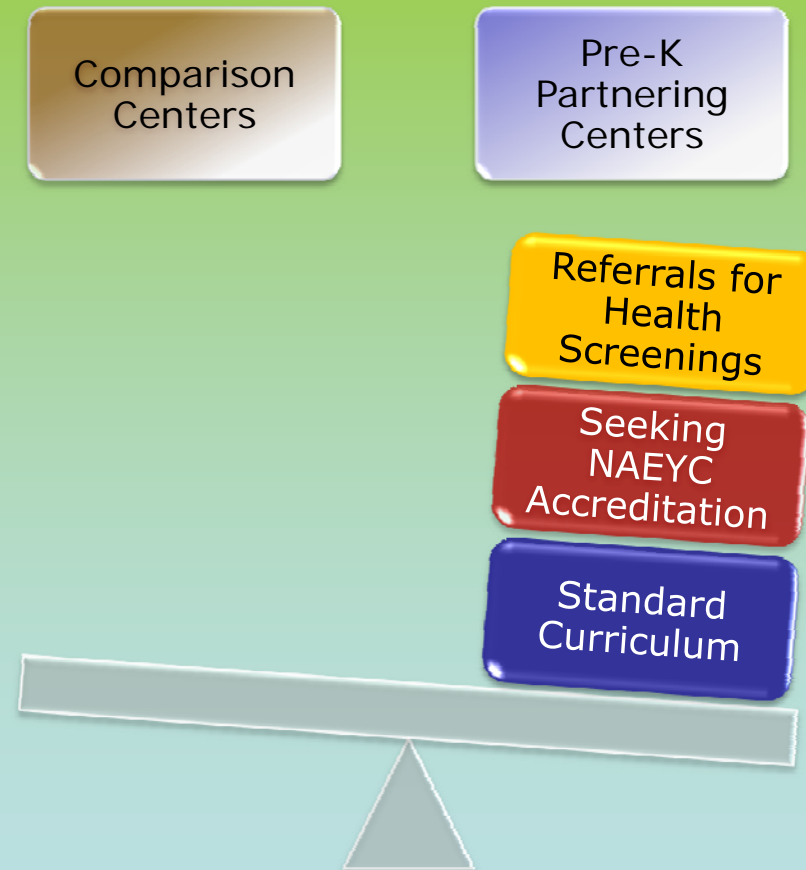 Comparison
Centers
Pre-K
Partnering
Centers
Referrals for
Health
Screenings
Seeking
NAEYC
Accreditation
Standard
Curriculum